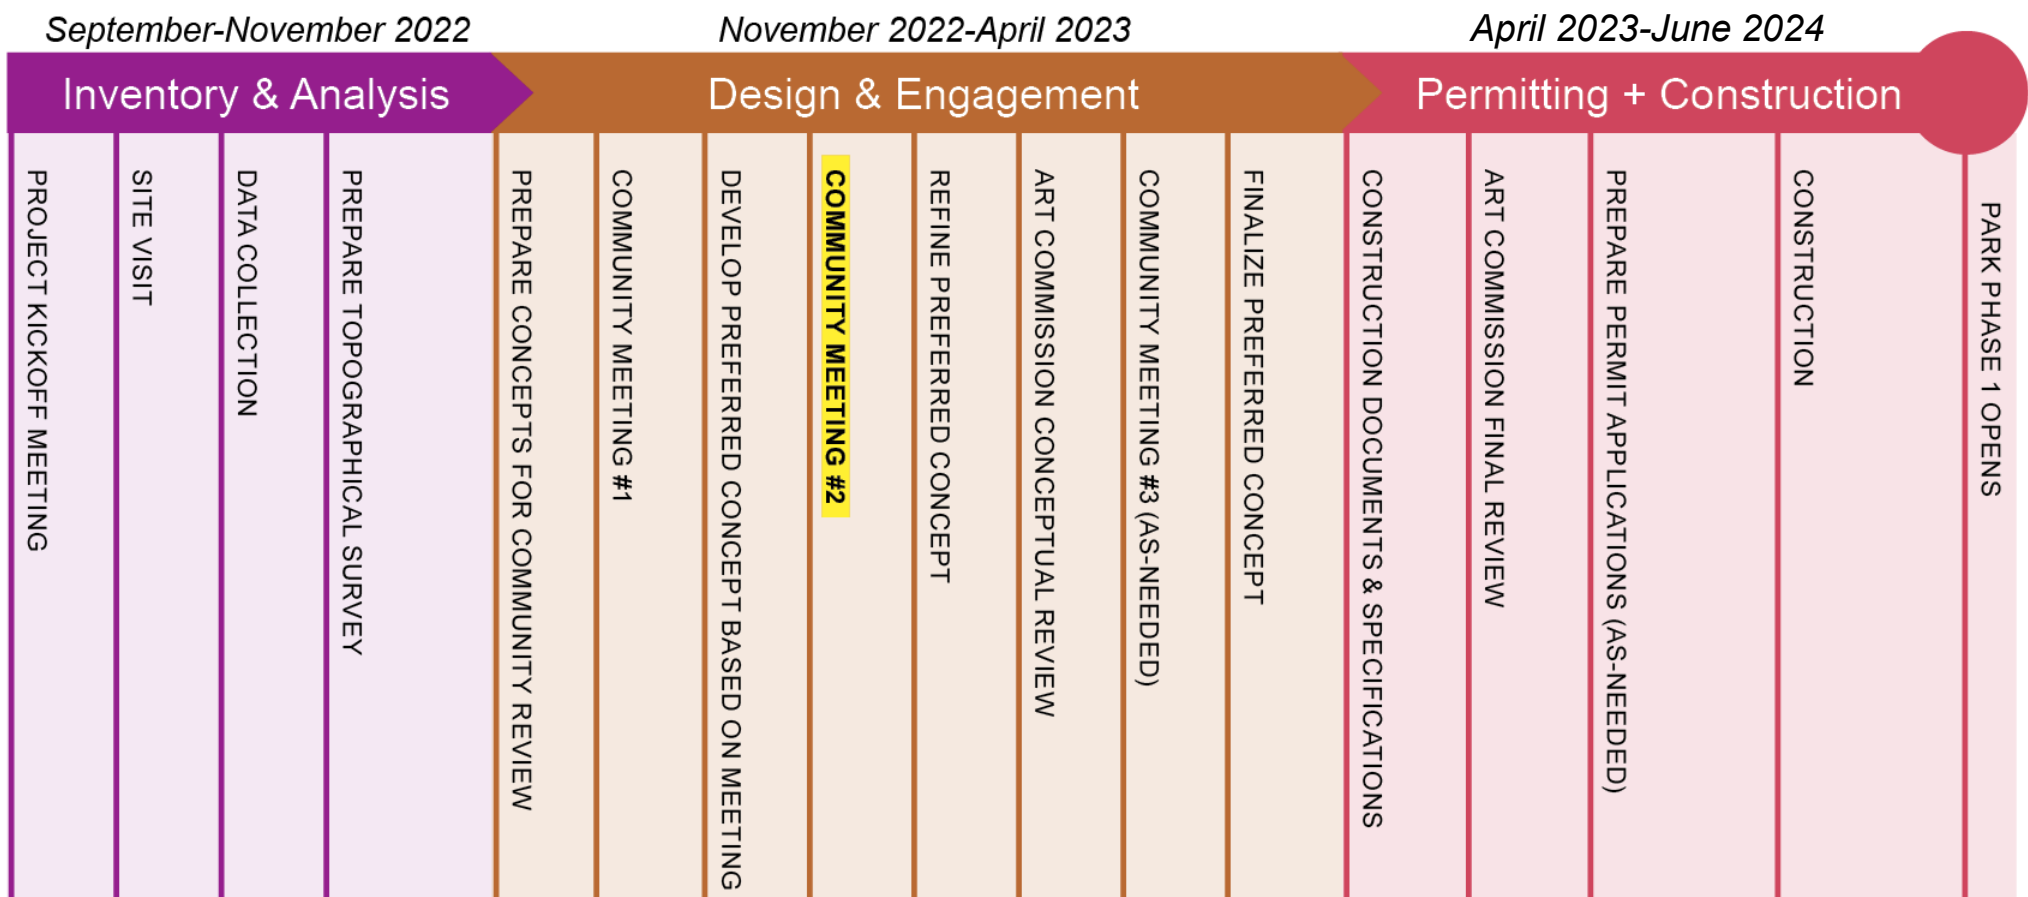 September-November 2022
November 2022-April 2023
April 2023-June 2024
Inventory & Analysis
Design & Engagement
Permitting + Construction
PROJECT KICKOFF MEETING
SITE VISIT
DATA COLLECTION
PREPARE TOPOGRAPHICAL SURVEY
PREPARE CONCEPTS FOR COMMUNITY REVIEW
COMMUNITY MEETING #1
DEVELOP PREFERRED CONCEPT BASED ON MEETING
COMMUNITY MEETING #2
REFINE PREFERRED CONCEPT
ART COMMISSION CONCEPTUAL REVIEW
COMMUNITY MEETING #3 (AS-NEEDED)
FINALIZE PREFERRED CONCEPT
CONSTRUCTION DOCUMENTS & SPECIFICATIONS
ART COMMISSION FINAL REVIEW
PREPARE PERMIT APPLICATIONS (AS-NEEDED)
CONSTRUCTION
PARK PHASE 1 OPENS